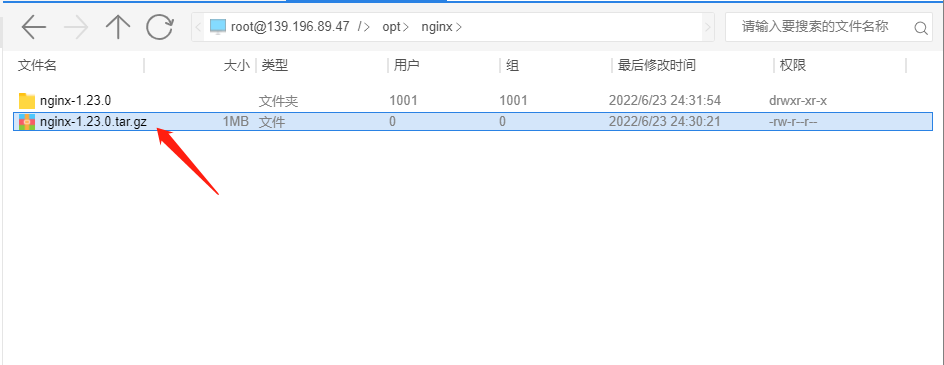 root@139.196.89.47 /> opt> nginx> 请输入要搜索的文件名称
文件名 大小 类型 用户 组 最后修改时间 权限
nginx-1.23.0 文件夹 1001 1001 2022/6/23 24:31:54 drwxr-xr-x
nginx-1.23.0.tar.gz 1MB 文件 0 0 2022/6/23 24:30:21 -rw-r--r--